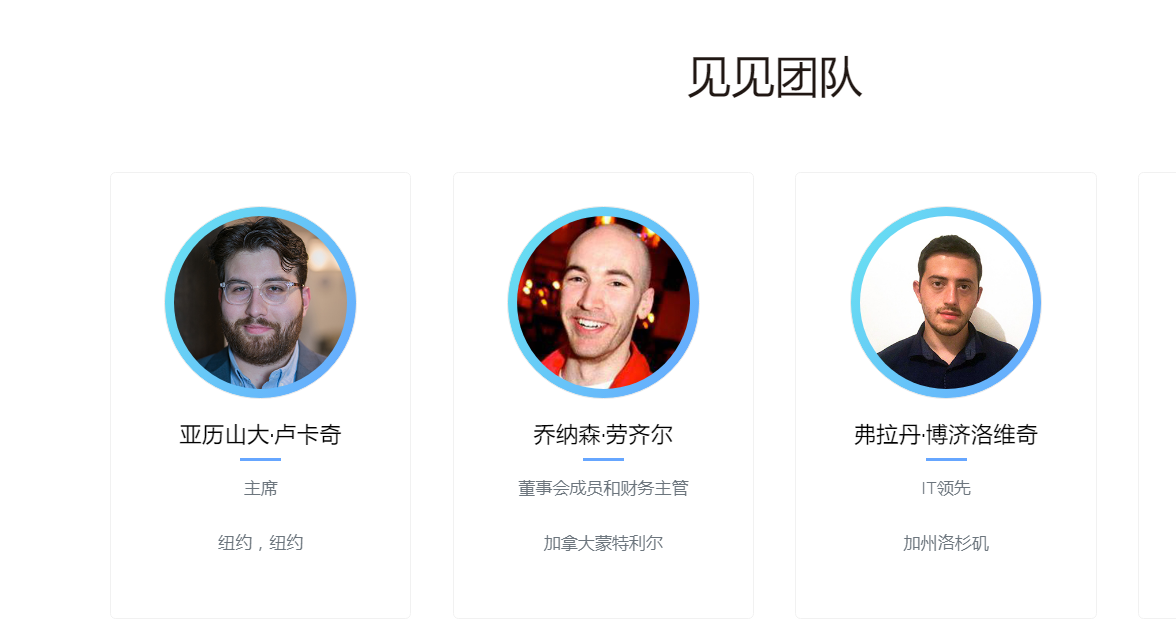 见见团队
亚历山大·卢卡奇
主席
纽约，纽约
乔纳森·劳齐尔
董事会成员和财务主管
加拿大蒙特利尔
弗拉丹·博济洛维奇
IT领先
加州洛杉矶